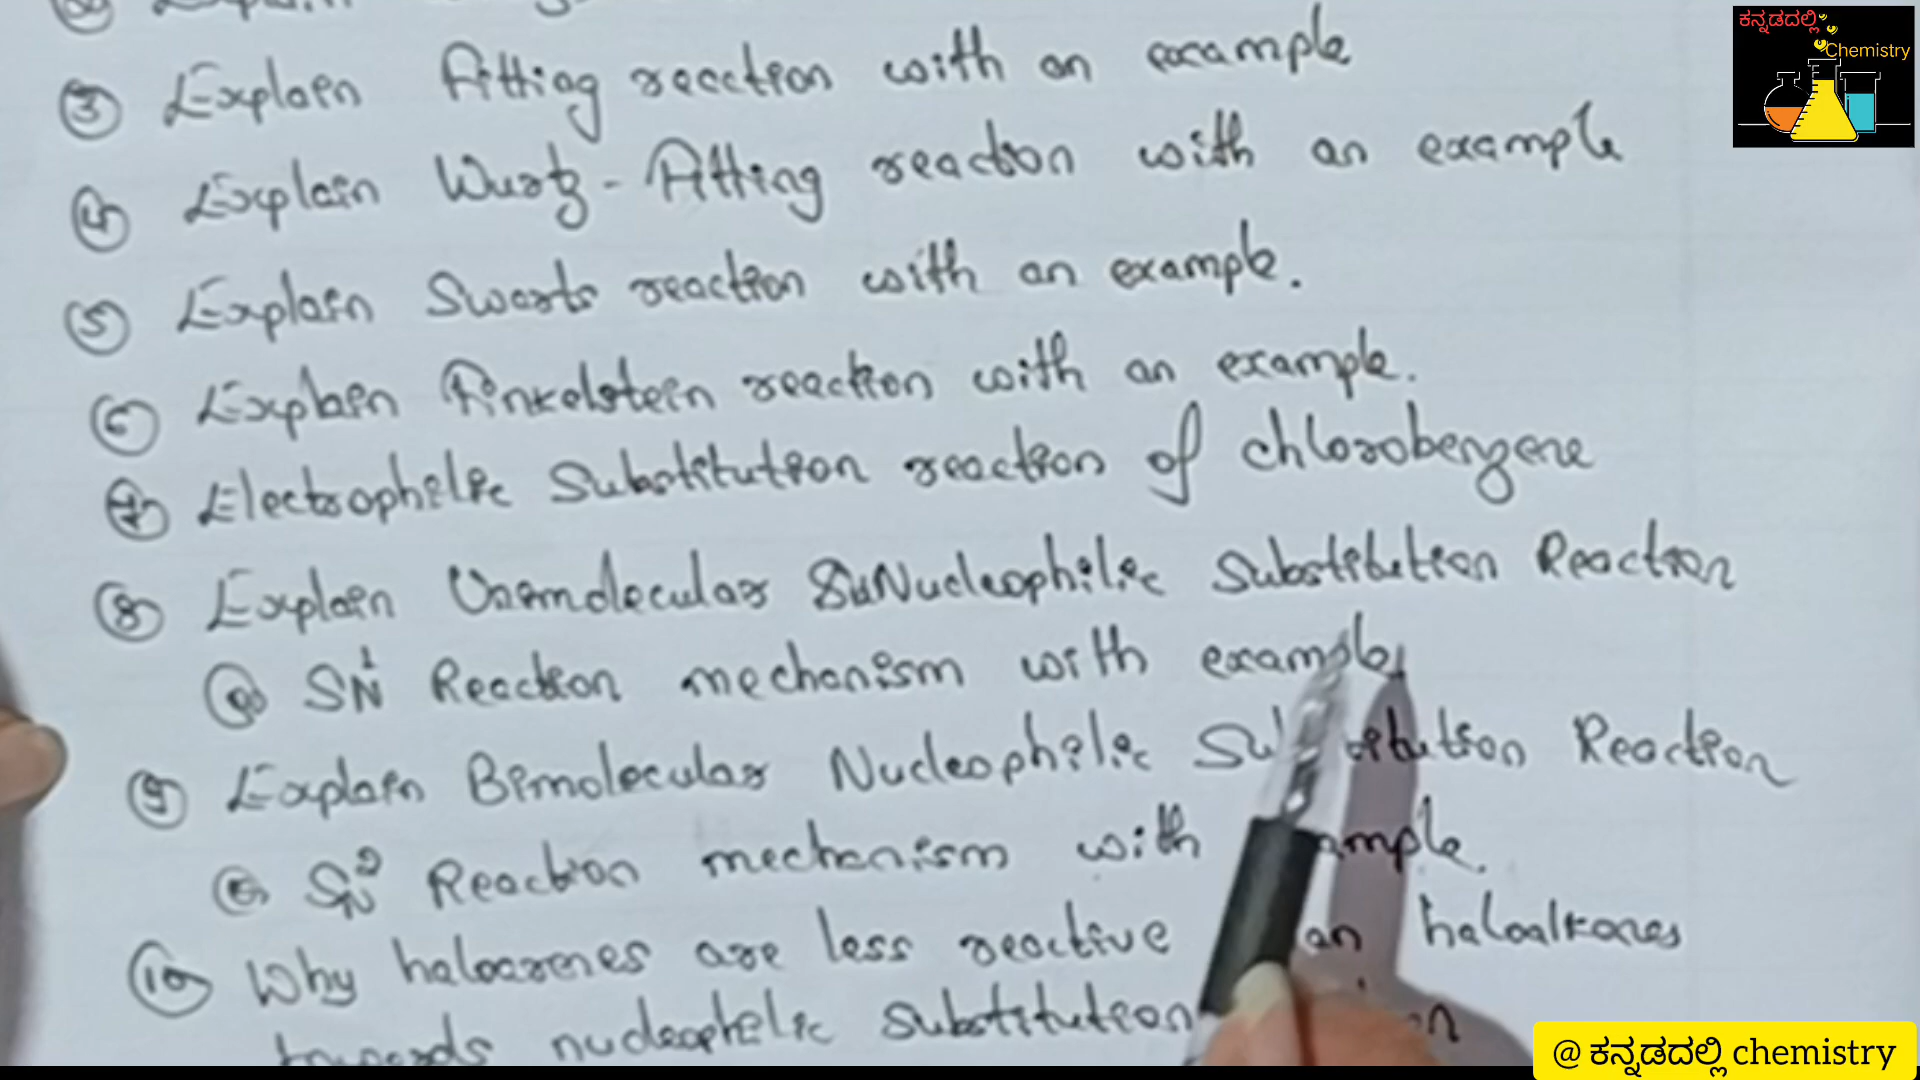 ಕನ್ನಡದಲ್ಲಿ
Chemistry
③ Explain Fittig reaction with an example
④ Explain Wurtz-Fittig reaction with an example
⑤ Explain Swarts reaction with an example.
⑥ Explain Finkelstein reaction with an example.
⑦ Electrophilic Substitution reaction of chlorobenzene
⑧ Explain Unimolecular Nucleophilic Substitution Reaction
SN1 Reaction mechanism with example
⑨ Explain Bimolecular Nucleophilic Reaction
SN2 Reaction mechanism with
⑩ Why haloarenes are less reactive haloalkanes
towards nucleophilic substitution
@ ಕನ್ನಡದಲ್ಲಿ chemistry